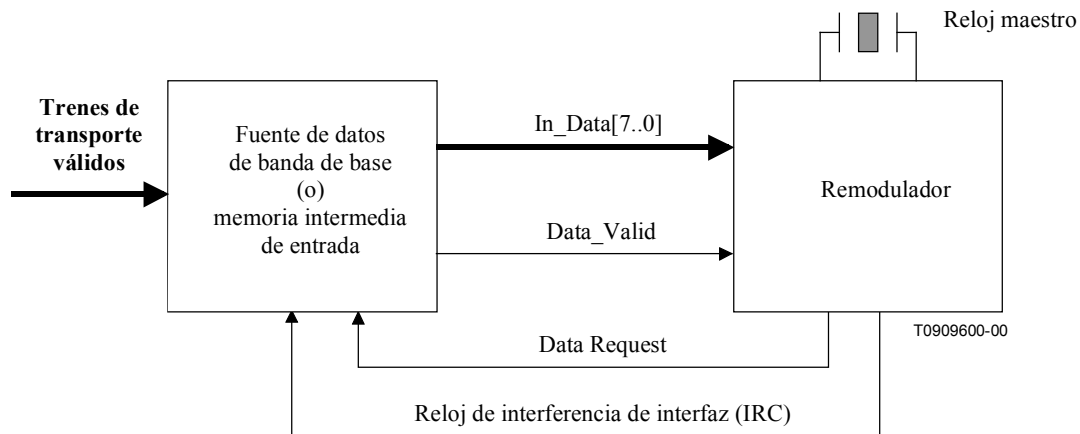 Reloj maestro
Trenes de
transporte
válidos
Fuente de datos
de banda de base
(o)
memoria intermedia
de entrada
In_Data[7..0]
Data_Valid
Remodulador
T0909600-00
Data Request
Reloj de interferencia de interfaz (IRC)